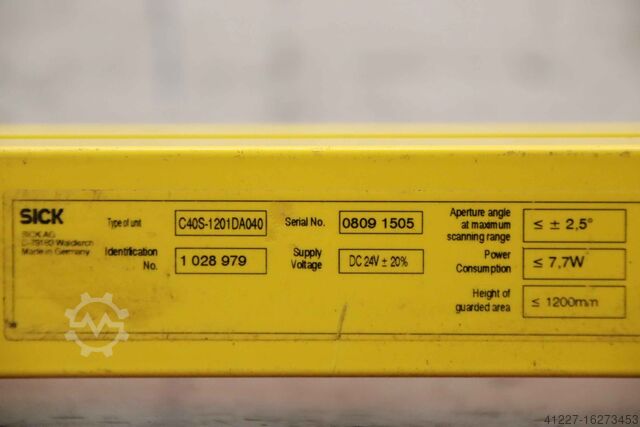 SICK
SICK AG
D-79183 Waldkirch
Made in Germany
Type of unit C40S-1201DA040
Identification No. 1 028 979
Serial No. 0809 1505
Supply Voltage DC 24V ± 20%
Aperture angle at maximum scanning range ≤ ± 2,5°
Power Consumption ≤ 7,7W
Height of guarded area ≤ 1200mm
41227-16273453